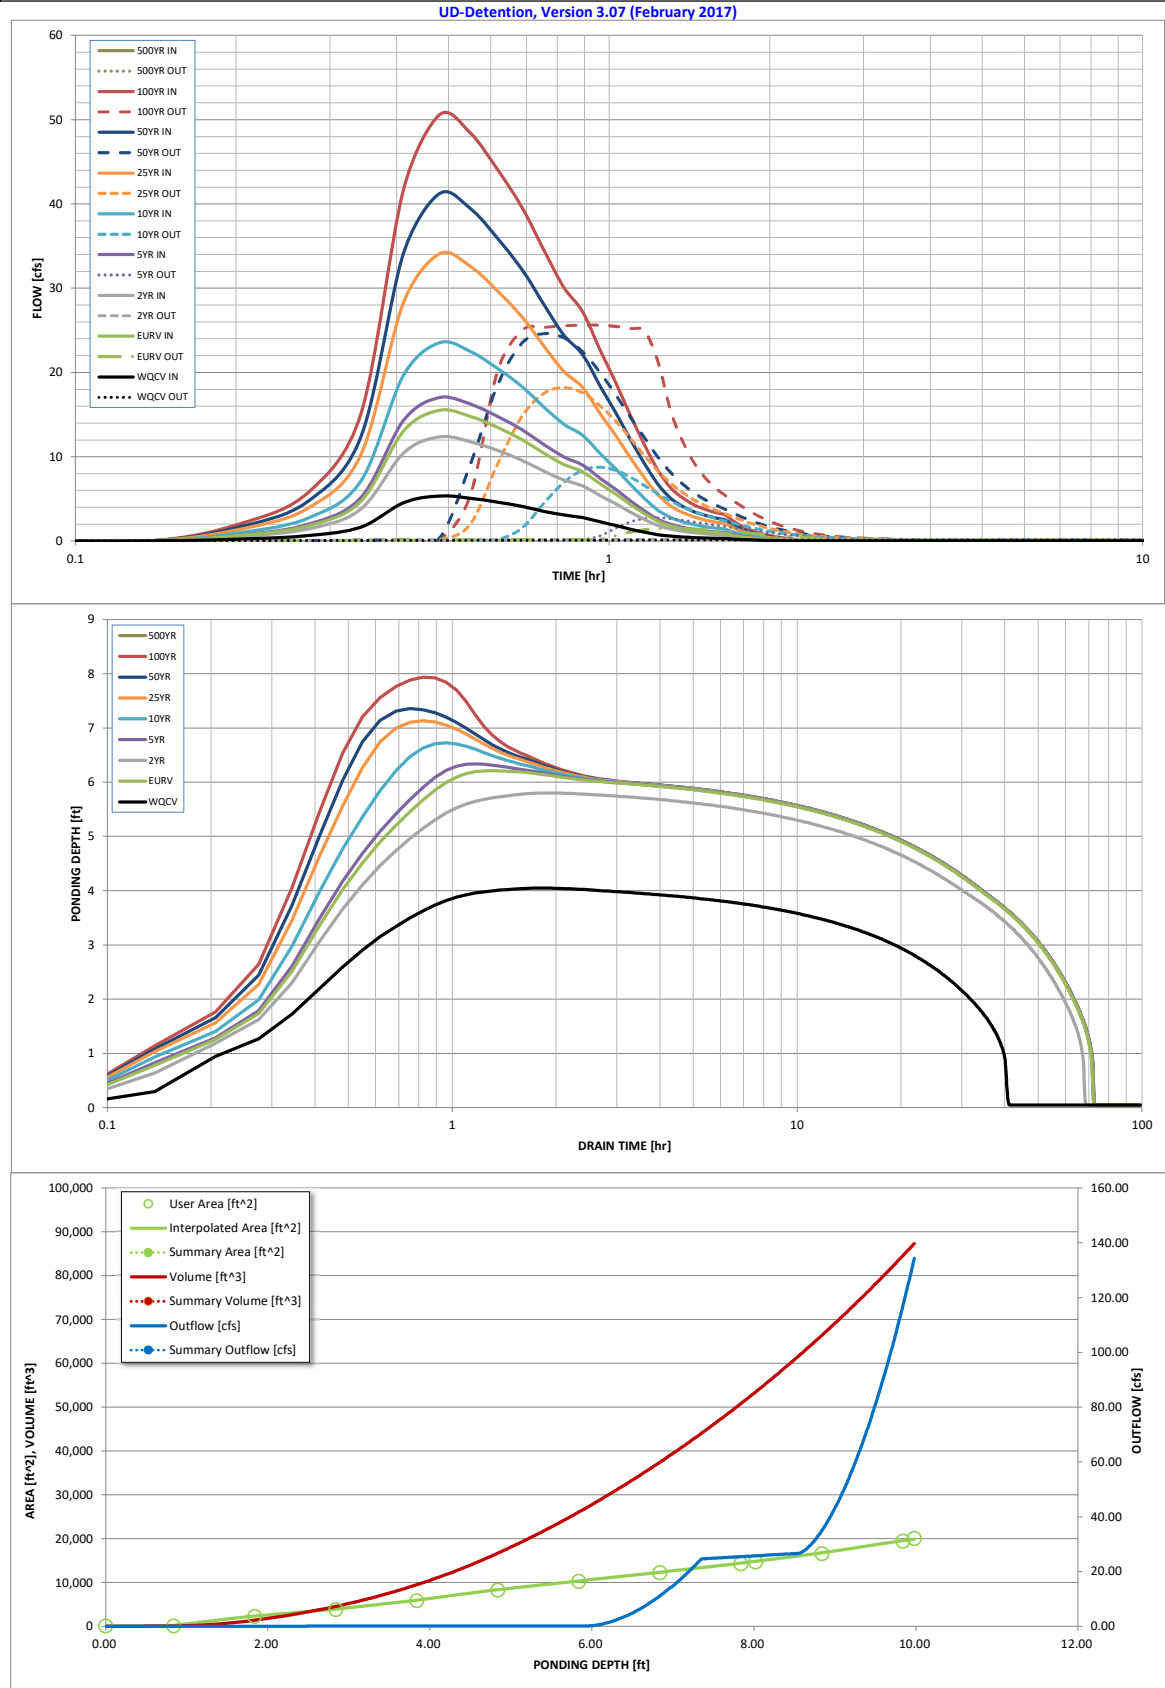 UD-Detention, Version 3.07 (February 2017)
60
50
40
30
20
10
0
FLOW [cfs]
500YR IN
500YR OUT
100YR IN
100YR OUT
50YR IN
50YR OUT
25YR IN
25YR OUT
10YR IN
10YR OUT
5YR IN
5YR OUT
2YR IN
2YR OUT
EURV IN
EURV OUT
WQCV IN
WQCV OUT
0.1
1
10
TIME [hr]
9
8
7
6
5
4
3
2
1
0
PONDING DEPTH [ft]
500YR
100YR
50YR
25YR
10YR
5YR
2YR
EURV
WQCV
0.1
1
10
100
DRAIN TIME [hr]
100,000
90,000
80,000
70,000
60,000
50,000
40,000
30,000
20,000
10,000
0
AREA [ft^2], VOLUME [ft^3]
User Area [ft^2]
Interpolated Area [ft^2]
Summary Area [ft^2]
Volume [ft^3]
Summary Volume [ft^3]
Outflow [cfs]
Summary Outflow [cfs]
160.00
140.00
120.00
100.00
80.00
60.00
40.00
20.00
0.00
OUTFLOW [cfs]
0.00
2.00
4.00
6.00
8.00
10.00
12.00
PONDING DEPTH [ft]